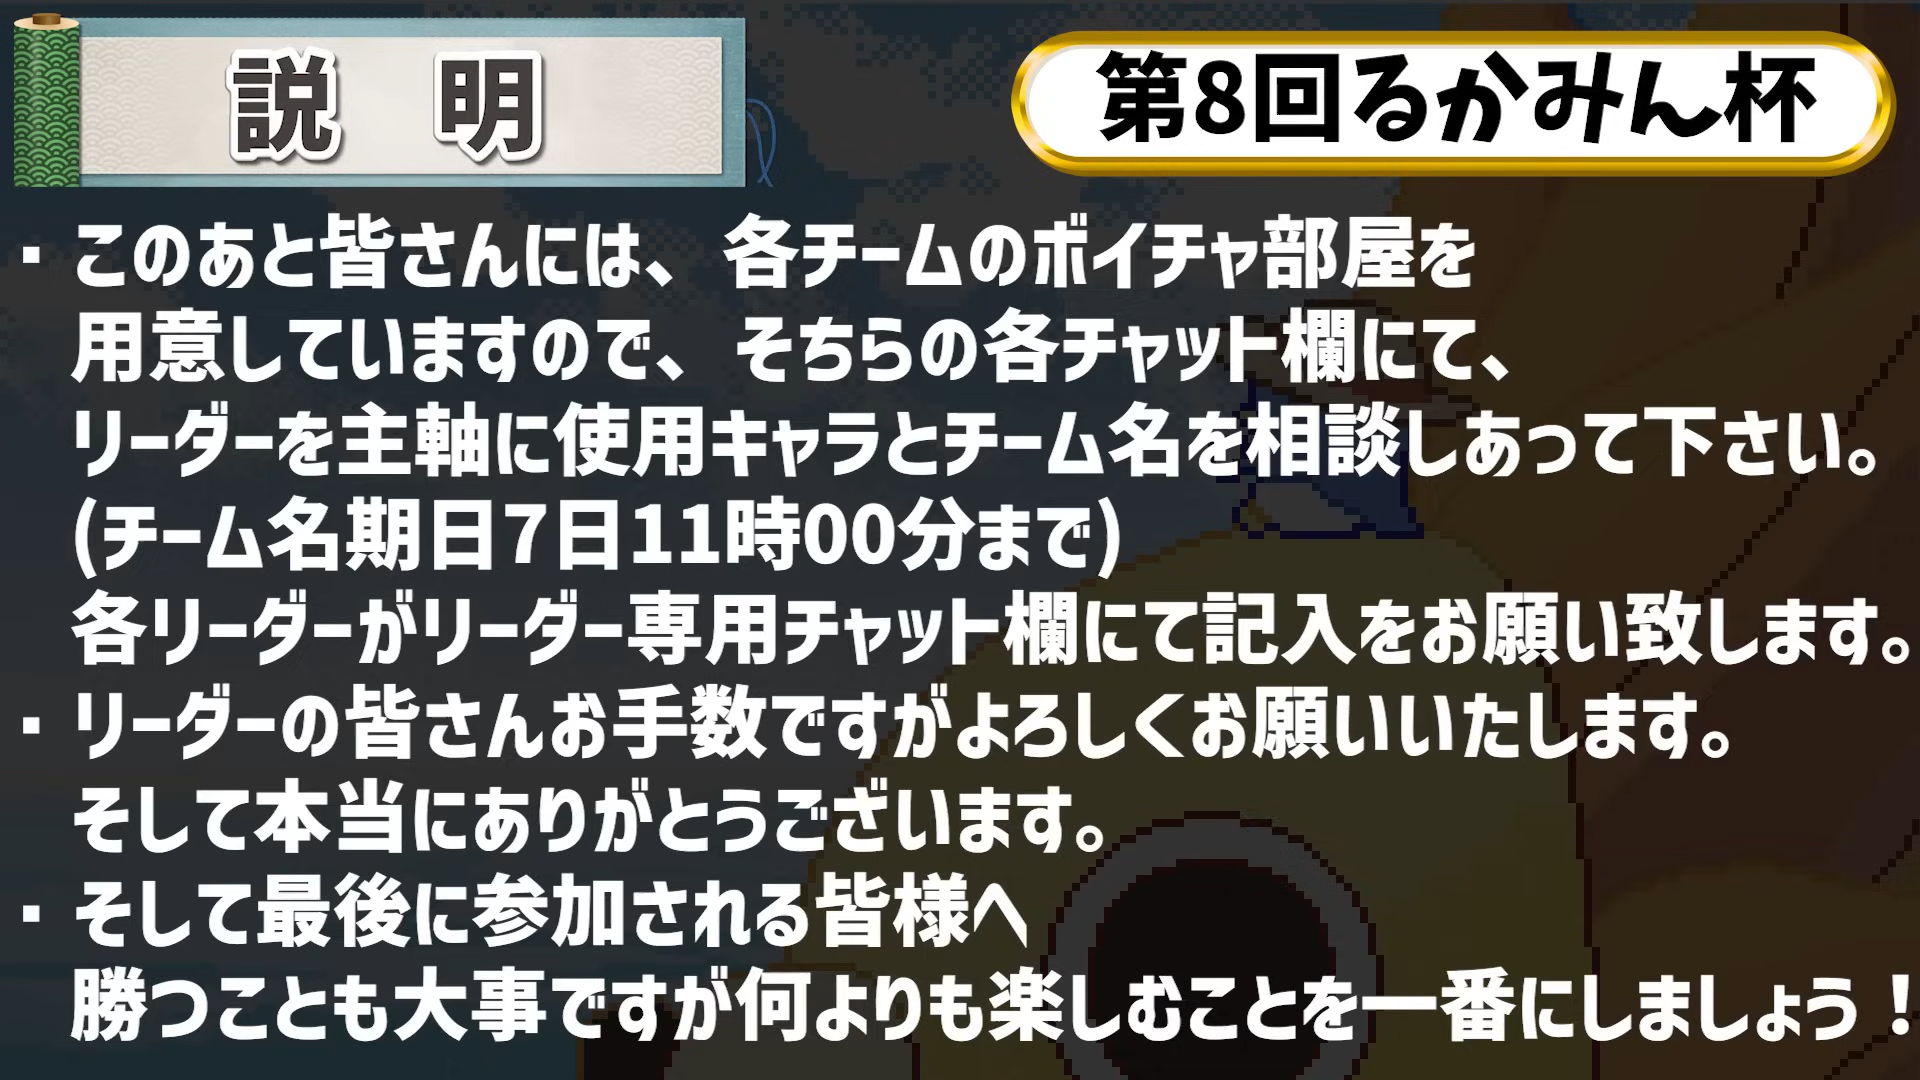 説　明
第8回るかみん杯
・このあと皆さんには、各チームのボイチャ部屋を
用意していますので、そちらの各チャット欄にて、
リーダーを主軸に使用キャラとチーム名を相談しあって下さい。
(チーム名期日7日11時00分まで)
各リーダーがリーダー専用チャット欄にて記入をお願い致します。
・リーダーの皆さんお手数ですがよろしくお願いいたします。
そして本当にありがとうございます。
・そして最後に参加される皆様へ
勝つことも大事ですが何よりも楽しむことを一番にしましょう！